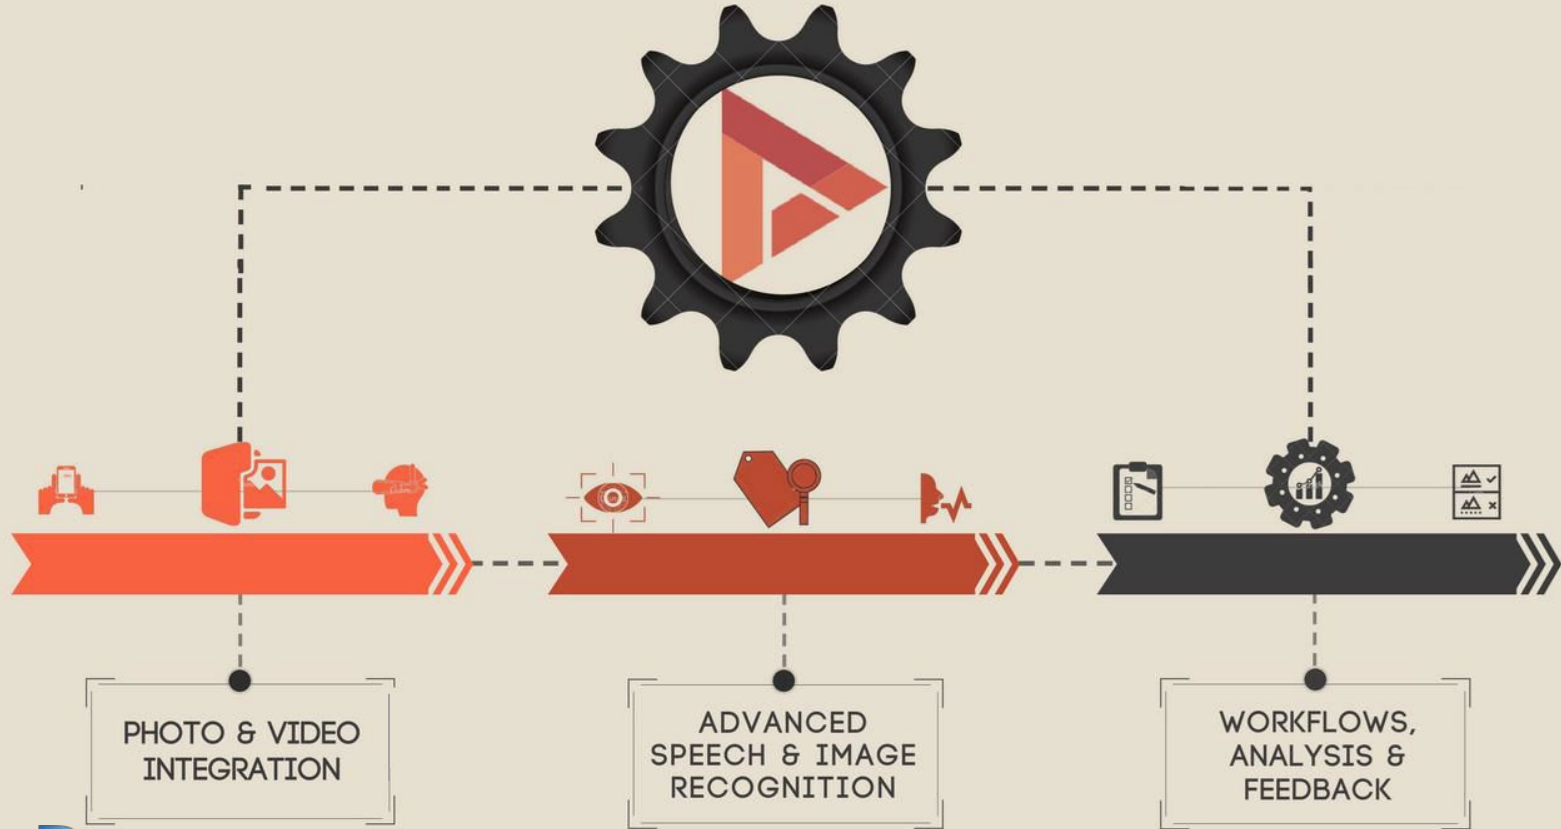 PHOTO & VIDEO
INTEGRATION
ADVANCED
SPEECH & IMAGE
RECOGNITION
WORKFLOWS,
ANALYSIS &
FEEDBACK